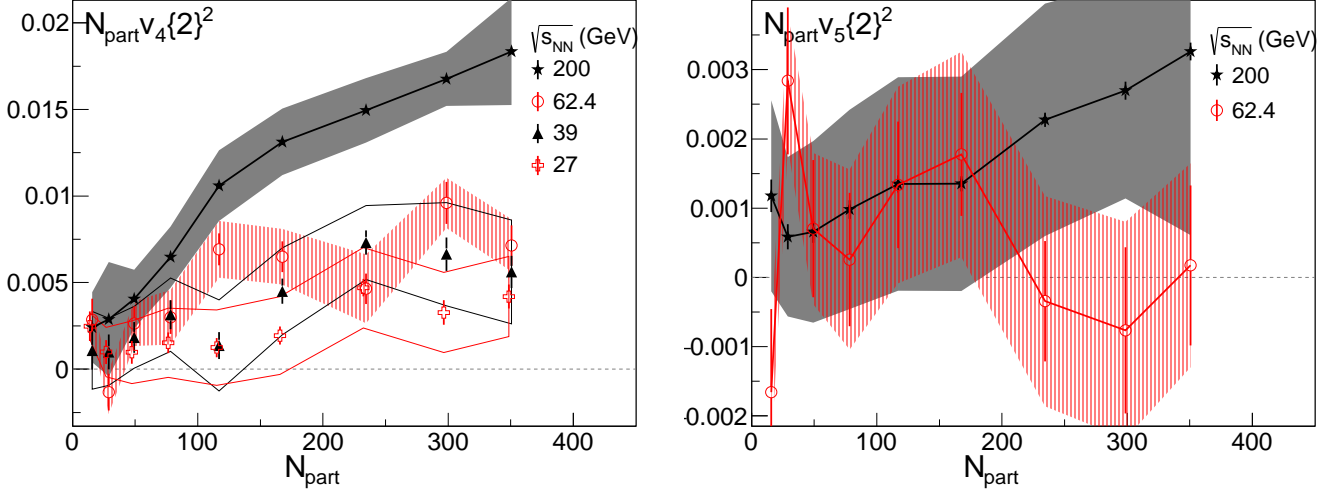 N_part v_4{2}^2
√s_NN (GeV)
200
62.4
39
27
0.02
0.015
0.01
0.005
0
0 100 200 300 400
N_part
N_part v_5{2}^2
√s_NN (GeV)
200
62.4
0.003
0.002
0.001
0
-0.001
-0.002
0 100 200 300 400
N_part